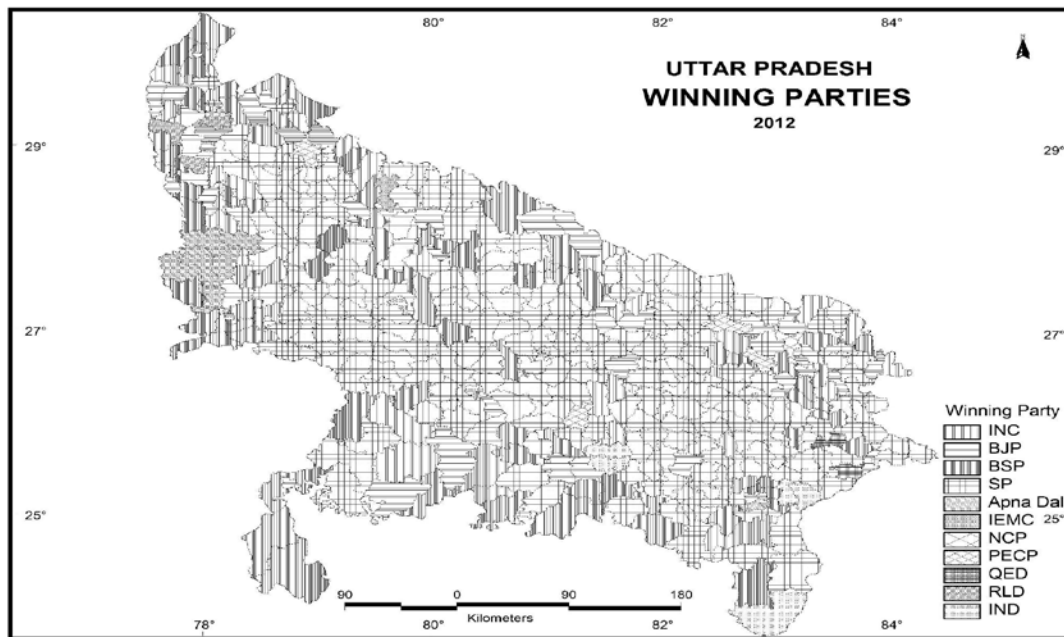 80° 82° 84°
N
UTTAR PRADESH
WINNING PARTIES
2012
29° 29°
27° 27°
Winning Party
INC
BJP
BSP
SP
Apna Dal
IEMC
25° 25°
NCP
PECP
QED
RLD
IND
90 0 90 180
Kilometers
78° 80° 82° 84°